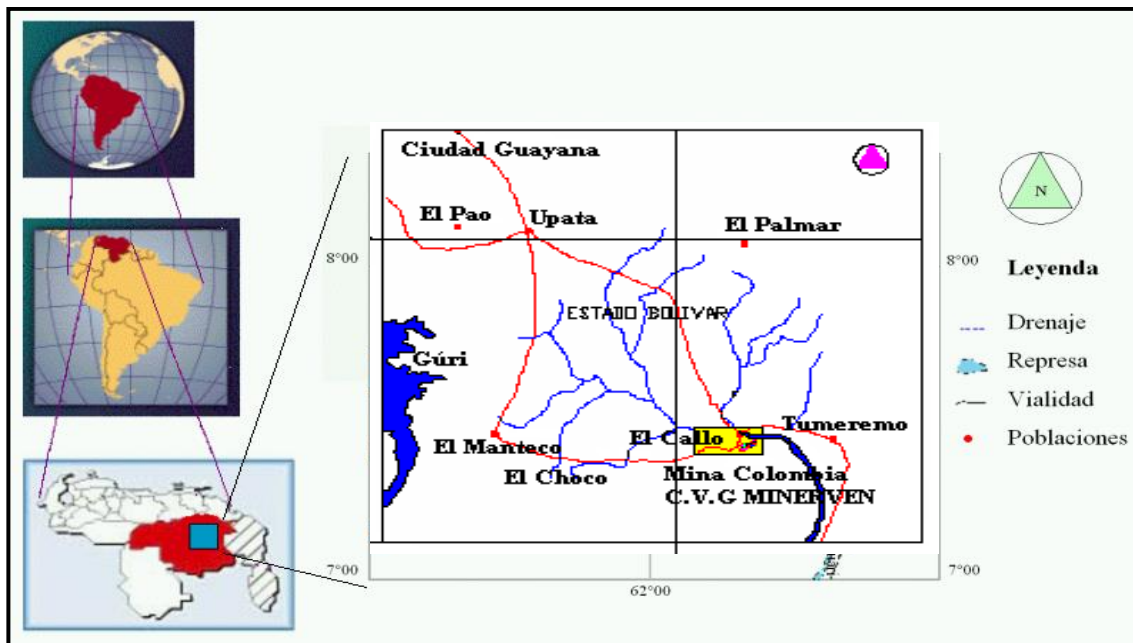 Ciudad Guayana
El Pao
Upata
El Palmar
8°00
8°00
N
Leyenda
ESTADO BOLIVAR
Drenaje
Gúri
Represa
Vialidad
El Manteco
El Callo
Tumeremo
Poblaciones
El Choco
Mina Colombia
C.V.G MINERVEN
7°00
7°00
62°00